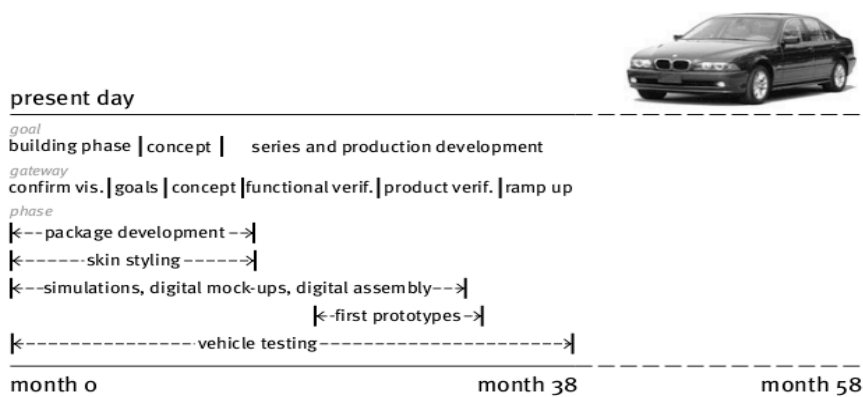 present day
goal
building phase | concept | series and production development
gateway
confirm vis. | goals | concept | functional verif. | product verif. | ramp up
phase
package development
skin styling
simulations, digital mock-ups, digital assembly
first prototypes
vehicle testing
month 0 month 38 month 58